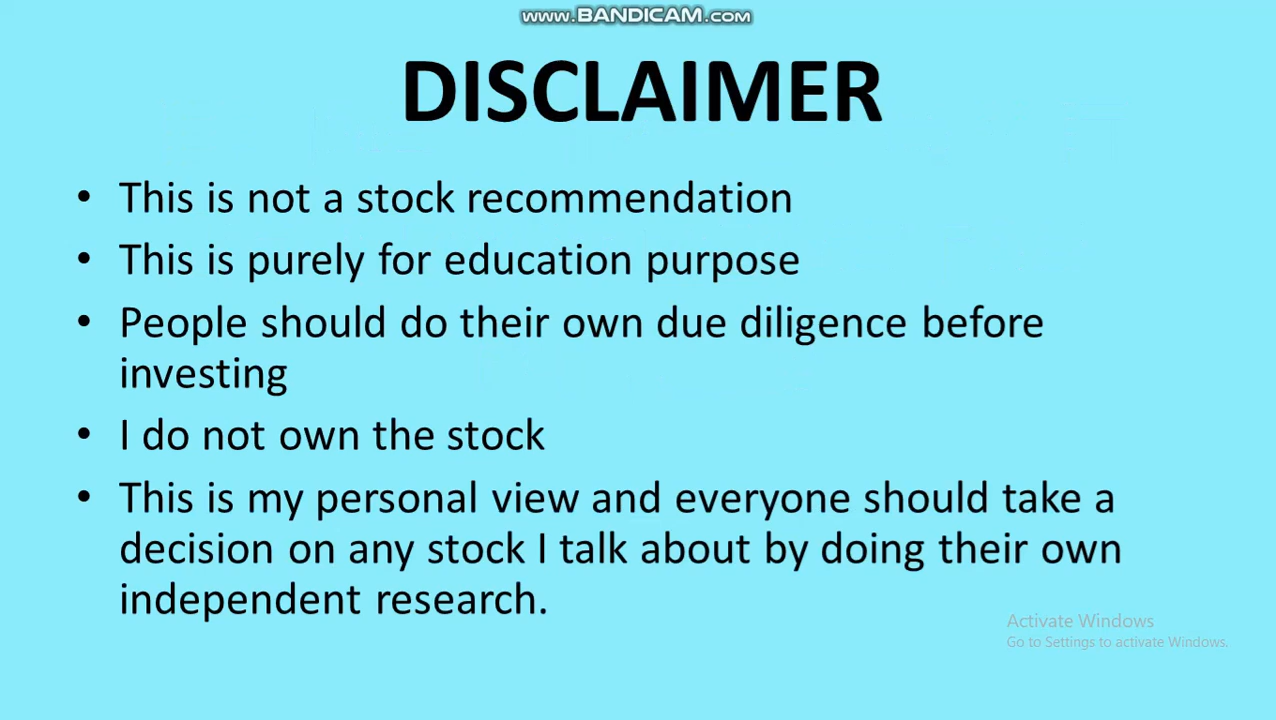 www.BANDICAM.com
DISCLAIMER
• This is not a stock recommendation
• This is purely for education purpose
• People should do their own due diligence before
investing
• I do not own the stock
• This is my personal view and everyone should take a
decision on any stock I talk about by doing their own
independent research.
Activate Windows
Go to Settings to activate Windows.